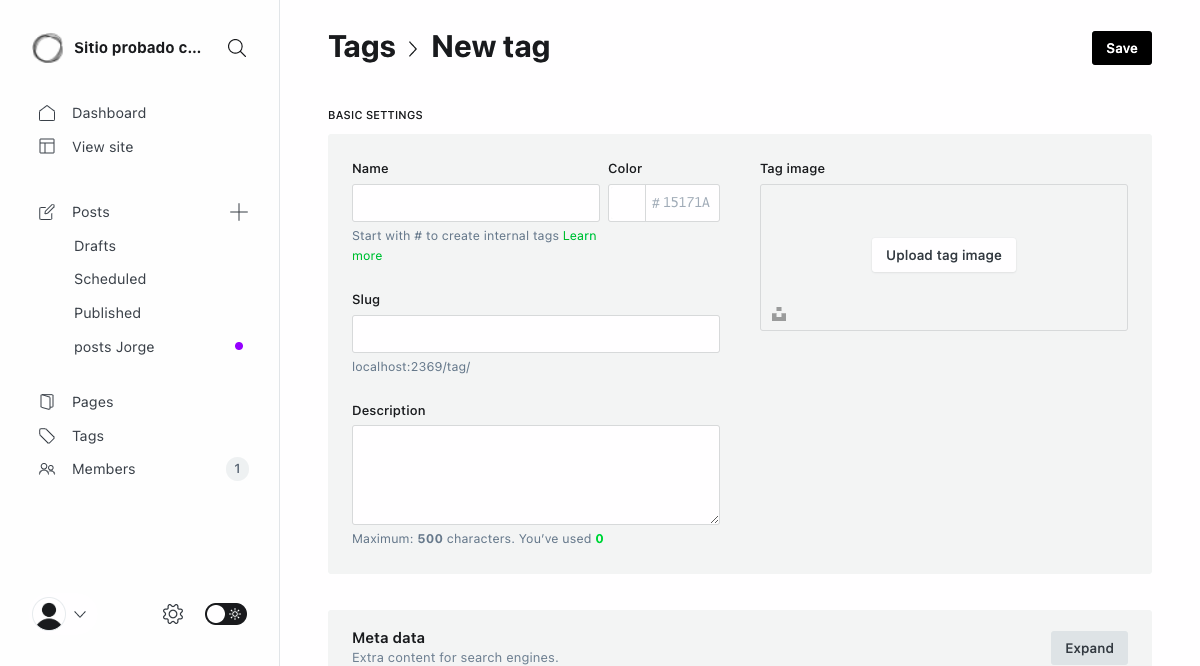 Sitio probado c...
Dashboard
View site
Posts
Drafts
Scheduled
Published
posts Jorge
Pages
Tags
Members
1
Tags > New tag
Save
BASIC SETTINGS
Name
Color
Tag image
# 15171A
Start with # to create internal tags Learn
more
Upload tag image
Slug
localhost:2369/tag/
Description
Maximum: 500 characters. You've used 0
Meta data
Extra content for search engines.
Expand